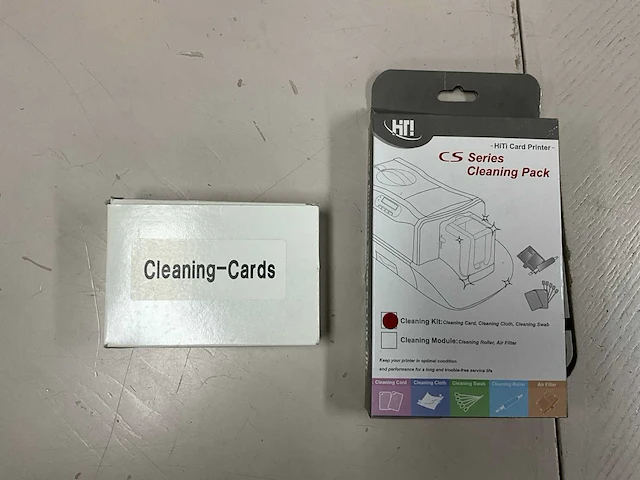 Cleaning-Cards
HiTi
- HiTi Card Printer -
CS Series
Cleaning Pack
Cleaning Kit: Cleaning Card, Cleaning Cloth, Cleaning Swab
Cleaning Module: Cleaning Roller, Air Filter
Keep your printer in optimal condition
and performance for a long and trouble-free service life.
Cleaning Card Cleaning Cloth Cleaning Swab Cleaning Roller Air Filter